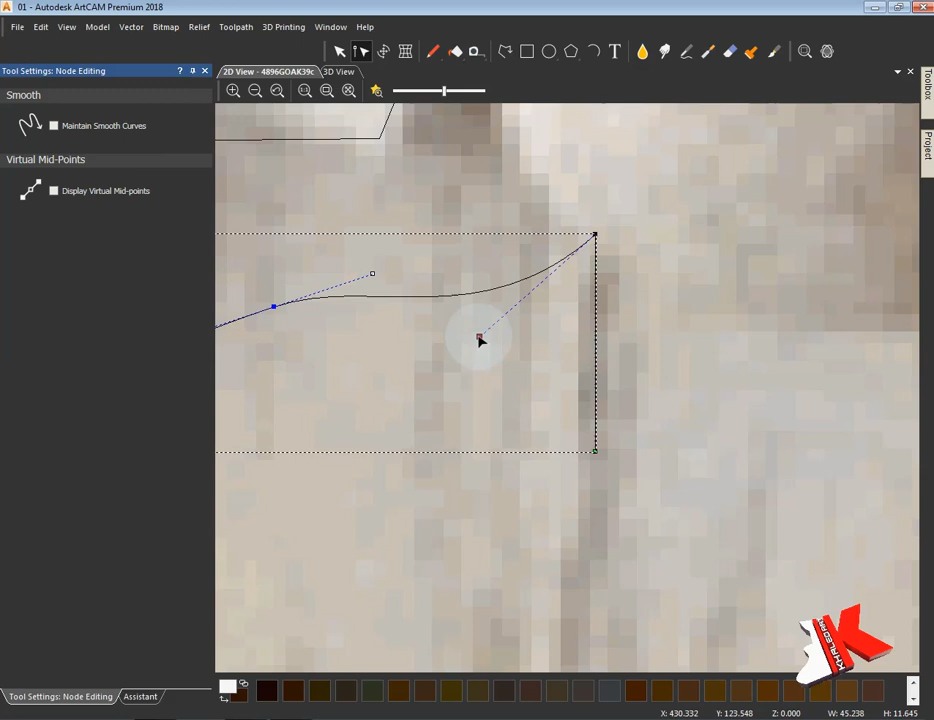 01 - Autodesk ArtCAM Premium 2018
File Edit Model Vector Bitmap Relief Toolpath 3D Printing Window Help
Tool Settings: Node Editing
2D View - 4896GOAK39c 3D View
Smooth
Maintain Smooth Curves
Virtual Mid-Points
Display Virtual Mid-points
Toolbox
Project
KHALEDART
Tool Settings: Node Editing Assistant
X: 430.332 Y: 123.548 Z: 0.000 W: 45.238 H: 11.645